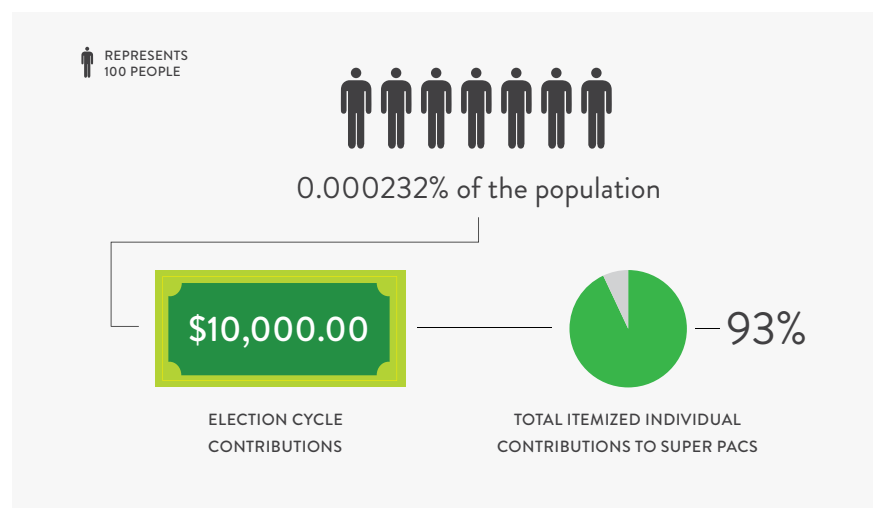 REPRESENTS
100 PEOPLE
0.000232% of the population
$10,000.00
93%
ELECTION CYCLE
CONTRIBUTIONS
TOTAL ITEMIZED INDIVIDUAL
CONTRIBUTIONS TO SUPER PACS